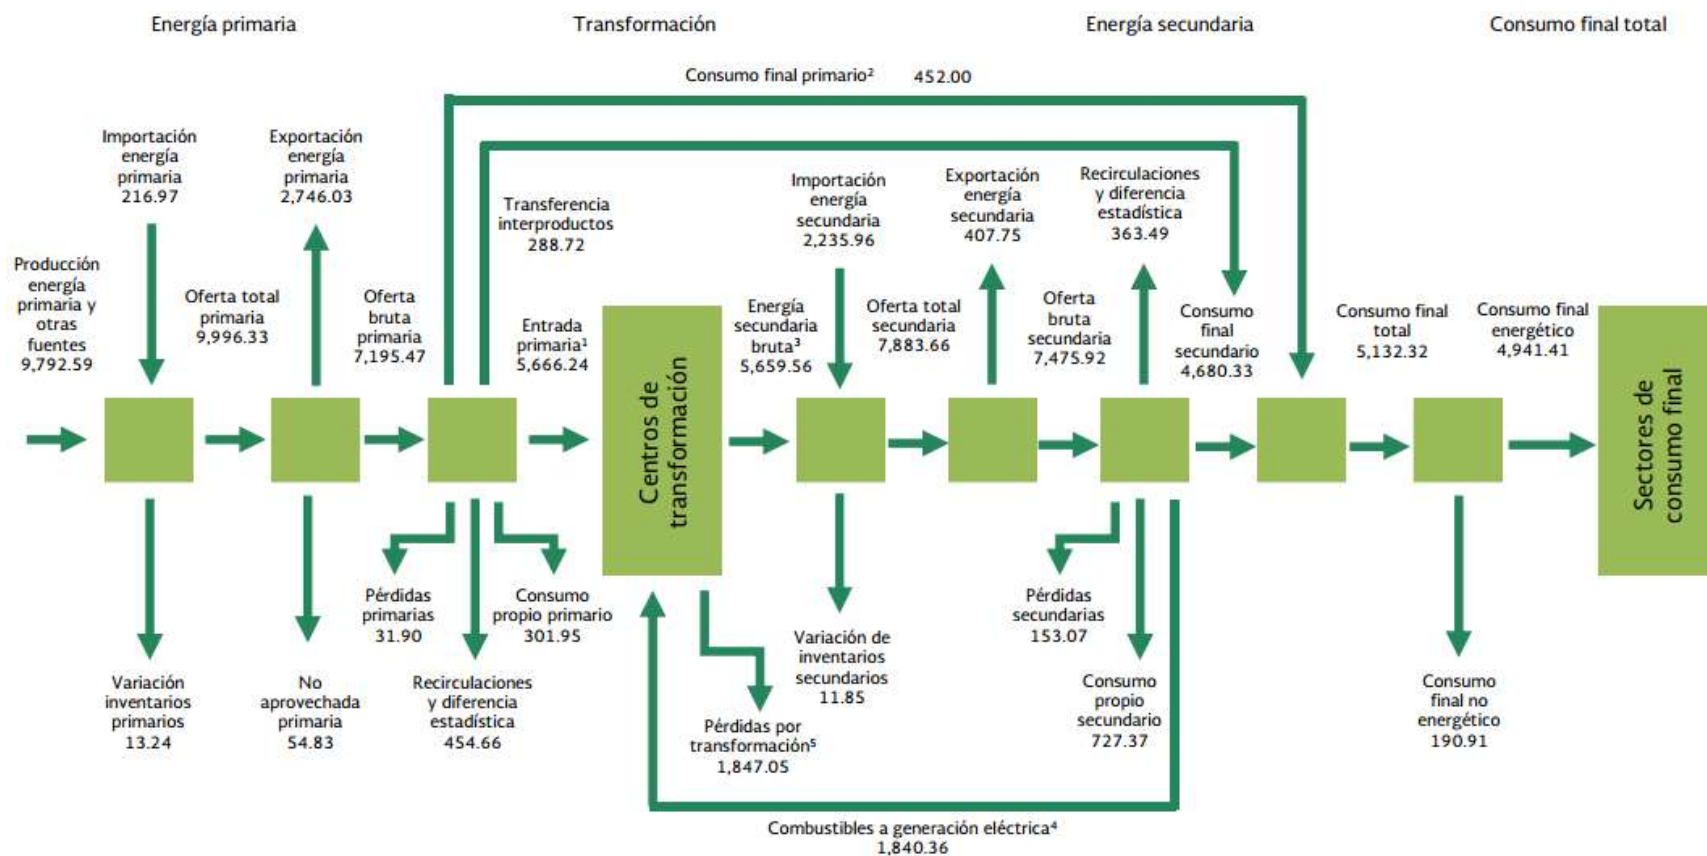 Energía primaria
Transformación
Energía secundaria
Consumo final total
Consumo final primario² 452.00
Importación
energía
primaria
216.97
Exportación
energía
primaria
2,746.03
Transferencia
interproductos
288.72
Importación
energía
secundaria
2,235.96
Exportación
energía
secundaria
407.75
Recirculaciones
y diferencia
estadística
363.49
Producción
energía
primaria y
otras
fuentes
9,792.59
Oferta total
primaria
9,996.33
Oferta
bruta
primaria
7,195.47
Entrada
primaria¹
5,666.24
Centros de
transformación
Energía
secundaria
bruta³
5,659.56
Oferta total
secundaria
7,883.66
Oferta
bruta
secundaria
7,475.92
Consumo
final
secundario
4,680.33
Consumo final
total
5,132.32
Consumo final
energético
4,941.41
Sectores de
consumo final
Pérdidas
primarias
31.90
Consumo
propio primario
301.95
Variación
inventarios
primarios
13.24
No
aprovechada
primaria
54.83
Recirculaciones
y diferencia
estadística
454.66
Pérdidas por
transformación⁵
1,847.05
Variación de
inventarios
secundarios
11.85
Pérdidas
secundarias
153.07
Consumo
propio
secundario
727.37
Consumo
final no
energético
190.91
Combustibles a generación eléctrica⁴
1,840.36